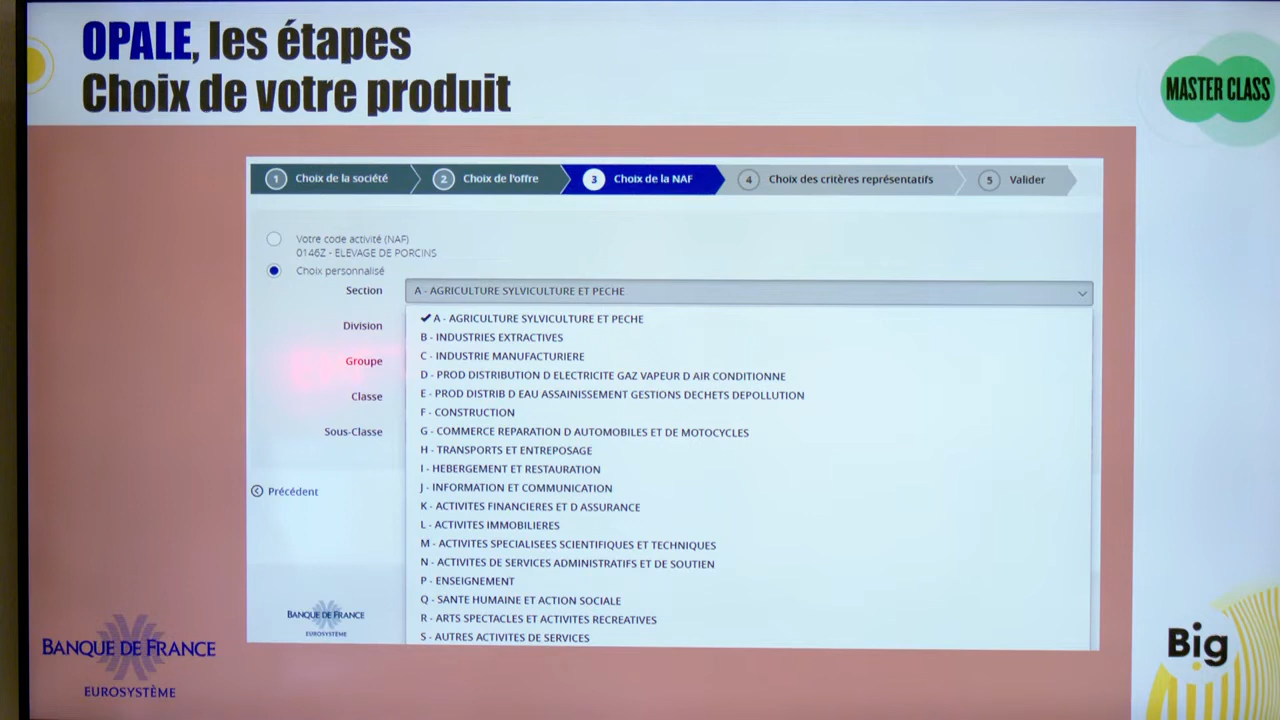 OPALE, les étapes
Choix de votre produit
MASTER CLASS
1 Choix de la société
2 Choix de l'offre
3 Choix de la NAF
4 Choix des critères représentatifs
5 Valider
Votre code activité (NAF)
0146Z - ELEVAGE DE PORCINS
Choix personnalisé
Section
A - AGRICULTURE SYLVICULTURE ET PECHE
Division
Groupe
Classe
Sous-Classe
A - AGRICULTURE SYLVICULTURE ET PECHE
B - INDUSTRIES EXTRACTIVES
C - INDUSTRIE MANUFACTURIERE
D - PROD DISTRIBUTION D ELECTRICITE GAZ VAPEUR D AIR CONDITIONNE
E - PROD DISTRIB D EAU ASSAINISSEMENT GESTIONS DECHETS DEPOLLUTION
F - CONSTRUCTION
G - COMMERCE REPARATION D AUTOMOBILES ET DE MOTOCYCLES
H - TRANSPORTS ET ENTREPOSAGE
I - HEBERGEMENT ET RESTAURATION
J - INFORMATION ET COMMUNICATION
K - ACTIVITES FINANCIERES ET D ASSURANCE
L - ACTIVITES IMMOBILIERES
M - ACTIVITES SPECIALISEES SCIENTIFIQUES ET TECHNIQUES
N - ACTIVITES DE SERVICES ADMINISTRATIFS ET DE SOUTIEN
P - ENSEIGNEMENT
Q - SANTE HUMAINE ET ACTION SOCIALE
R - ARTS SPECTACLES ET ACTIVITES RECREATIVES
S - AUTRES ACTIVITES DE SERVICES
Précédent
BANQUE DE FRANCE
EUROSYSTÈME
BANQUE DE FRANCE
EUROSYSTÈME
Big